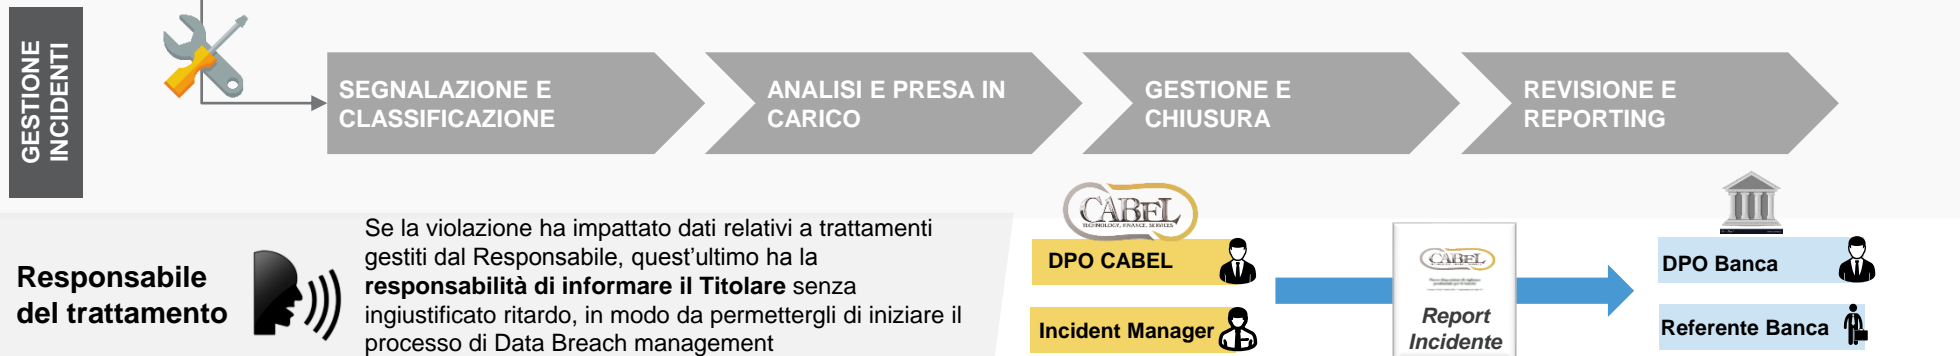 GESTIONE
INCIDENTI
SEGNALAZIONE E
CLASSIFICAZIONE
ANALISI E PRESA IN
CARICO
GESTIONE E
CHIUSURA
REVISIONE E
REPORTING
Responsabile
del trattamento
Se la violazione ha impattato dati relativi a trattamenti
gestiti dal Responsabile, quest'ultimo ha la
responsabilità di informare il Titolare senza
ingiustificato ritardo, in modo da permettergli di iniziare il
processo di Data Breach management
CABEL
TECHNOLOGY, FINANCE, SERVICES
DPO CABEL
Incident Manager
CABEL
Report
Incidente
DPO Banca
Referente Banca